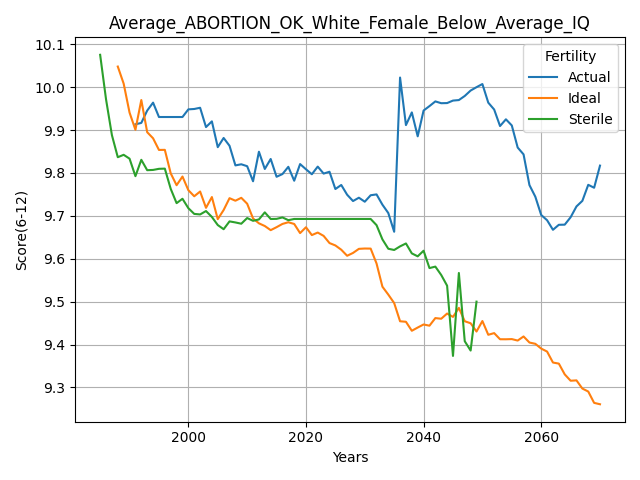 Average_ABORTION_OK_White_Female_Below_Average_IQ
Fertility
Actual
Ideal
Sterile
Score(6-12)
10.1
10.0
9.9
9.8
9.7
9.6
9.5
9.4
9.3
2000
2020
2040
2060
Years